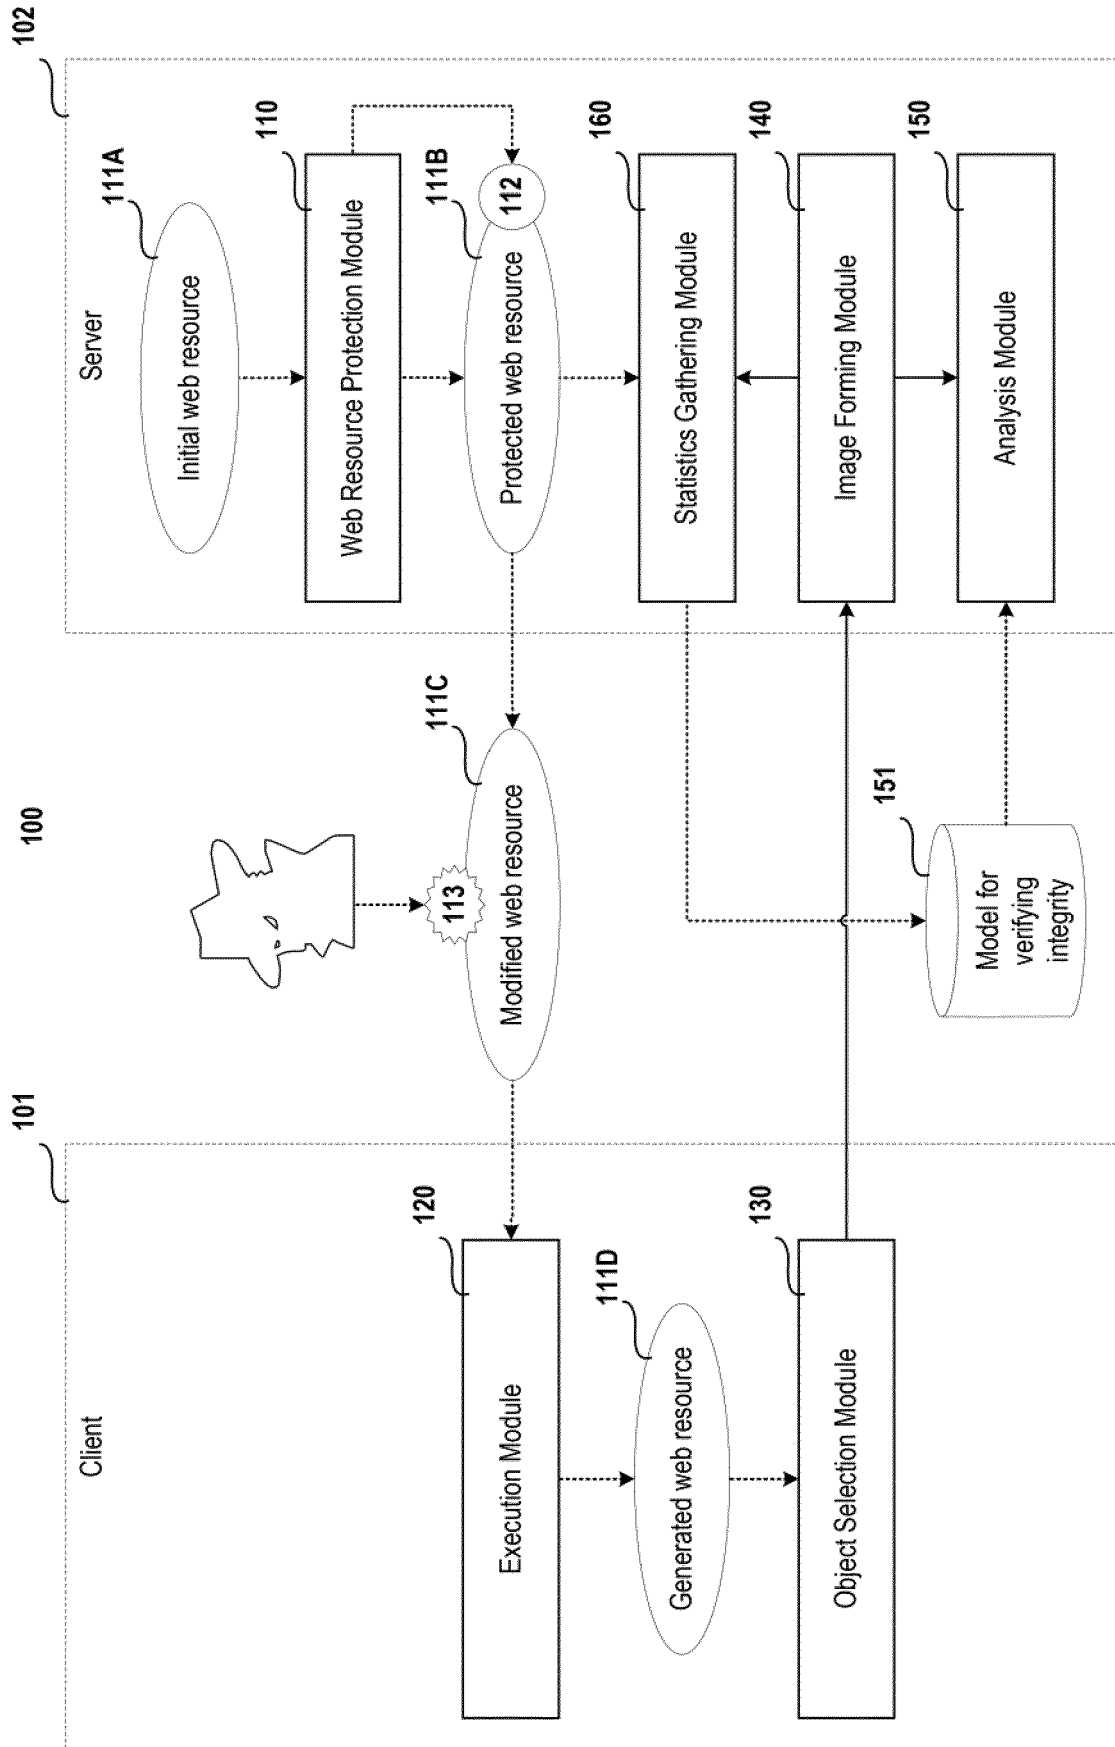 100
101
102
Client
Server
111A
Initial web resource
110
Web Resource Protection Module
120
Execution Module
113
111C
Modified web resource
111B
112
Protected web resource
111D
Generated web resource
160
Statistics Gathering Module
130
Object Selection Module
140
Image Forming Module
151
Model for
verifying
integrity
150
Analysis Module